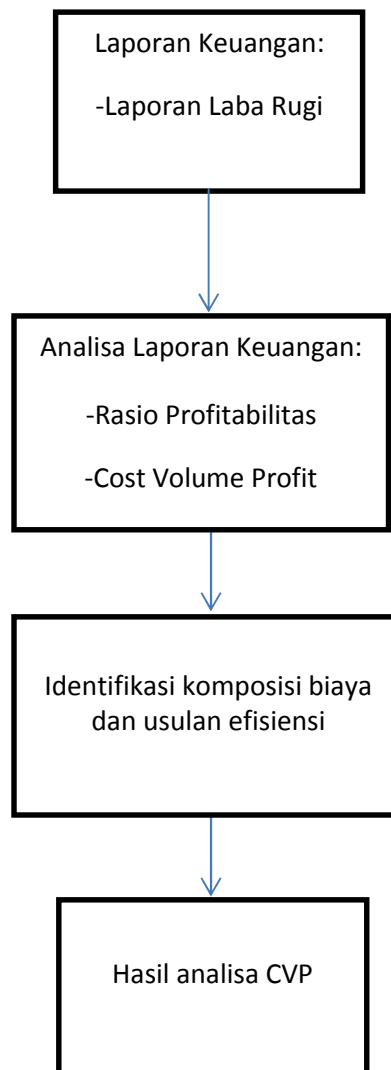 Laporan Keuangan:
-Laporan Laba Rugi
Analisa Laporan Keuangan:
-Rasio Profitabilitas
-Cost Volume Profit
Identifikasi komposisi biaya
dan usulan efisiensi
Hasil analisa CVP